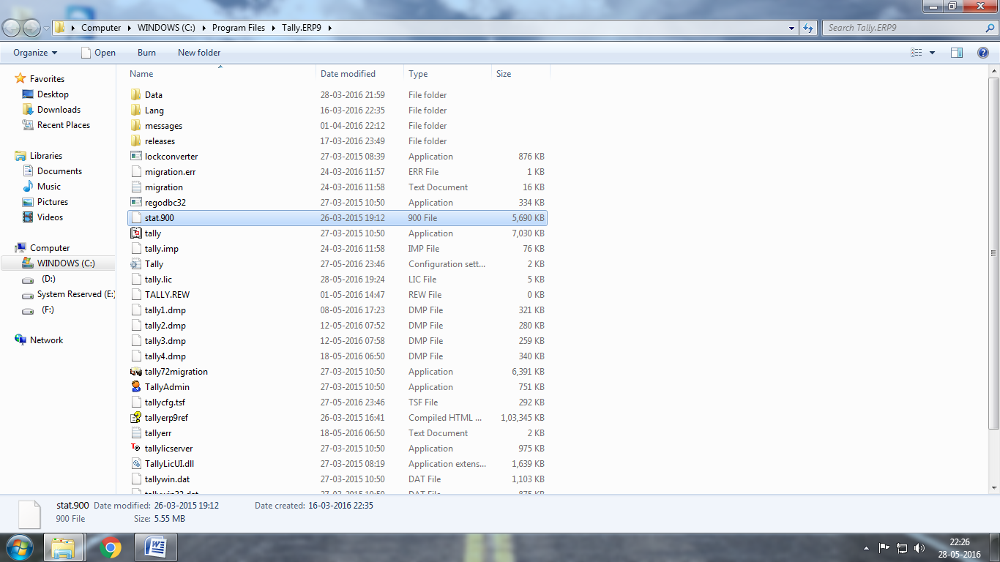 Computer WINDOWS (C:) Program Files Tally.ERP9 Search Tally.ERP9
Organize Open Burn New folder
Name Date modified Type Size
Favorites
Desktop
Downloads
Recent Places
Libraries
Documents
Music
Pictures
Videos
Computer
WINDOWS (C:)
(D:)
System Reserved (E:)
(F:)
Network
Data 28-03-2016 21:59 File folder
Lang 16-03-2016 22:35 File folder
messages 01-04-2016 22:12 File folder
releases 17-03-2016 23:49 File folder
lockconverter 27-03-2015 08:39 Application 876 KB
migration.err 24-03-2016 11:57 ERR File 1 KB
migration 24-03-2016 11:58 Text Document 16 KB
regodbc32 27-03-2015 10:50 Application 334 KB
stat.900 26-03-2015 19:12 900 File 5,690 KB
tally 27-03-2015 10:50 Application 7,030 KB
tally.imp 24-03-2016 11:58 IMP File 76 KB
Tally 27-05-2016 23:46 Configuration sett... 2 KB
tally.lic 28-05-2016 19:24 LIC File 5 KB
TALLY.REW 01-05-2016 14:47 REW File 0 KB
tally1.dmp 08-05-2016 17:23 DMP File 321 KB
tally2.dmp 12-05-2016 07:52 DMP File 280 KB
tally3.dmp 12-05-2016 07:58 DMP File 259 KB
tally4.dmp 18-05-2016 06:50 DMP File 340 KB
tally72migration 27-03-2015 10:50 Application 6,391 KB
TallyAdmin 27-03-2015 10:50 Application 751 KB
tallycfg.tsf 27-05-2016 23:46 TSF File 292 KB
tallyerp9ref 26-03-2015 16:41 Compiled HTML ... 1,03,345 KB
tallyerr 18-05-2016 06:50 Text Document 2 KB
tallylicserver 27-03-2015 10:50 Application 975 KB
TallyLicUI.dll 27-03-2015 08:19 Application extens... 1,639 KB
tallywin.dat 27-03-2015 10:50 DAT File 1,103 KB
tallywin32.dat 27-03-2015 10:50 DAT File 875 KB
stat.900 Date modified: 26-03-2015 19:12 Date created: 16-03-2016 22:35
900 File Size: 5.55 MB
22:26
28-05-2016